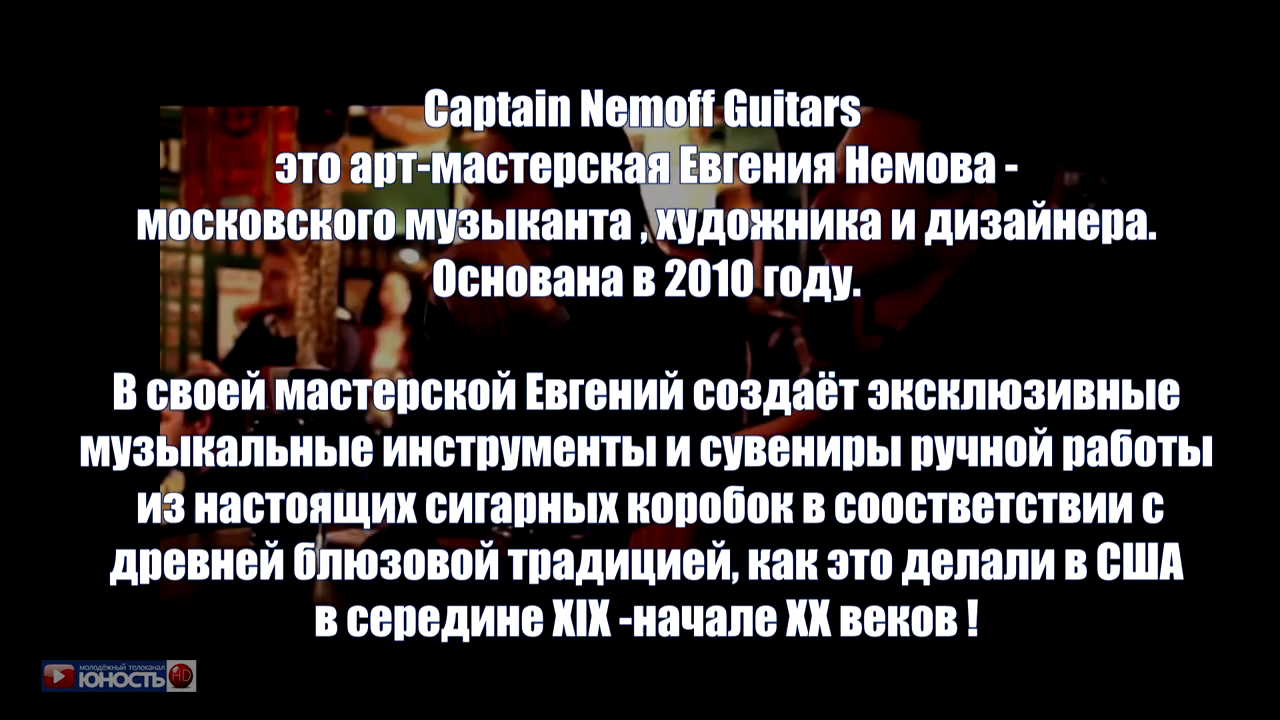 Captain Nemoff Guitars
это арт-мастерская Евгения Немова -
московского музыканта , художника и дизайнера.
Основана в 2010 году.
В своей мастерской Евгений создаёт эксклюзивные
музыкальные инструменты и сувениры ручной работы
из настоящих сигарных коробок в соостветствии с
древней блюзовой традицией, как это делали в США
в середине XIX -начале XX веков !
молодёжный телеканал
ЮНОСТЬ HD